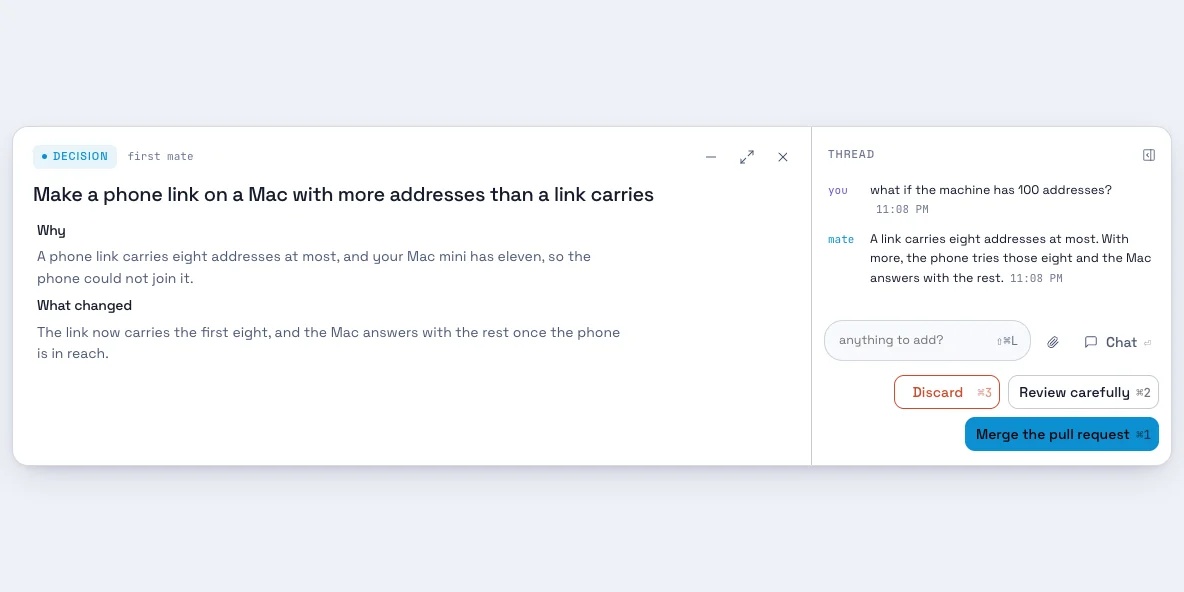 DECISION first mate
Make a phone link on a Mac with more addresses than a link carries
Why
A phone link carries eight addresses at most, and your Mac mini has eleven, so the
phone could not join it.
What changed
The link now carries the first eight, and the Mac answers with the rest once the phone
is in reach.
THREAD
you what if the machine has 100 addresses?
11:08 PM
mate A link carries eight addresses at most. With
more, the phone tries those eight and the Mac
answers with the rest. 11:08 PM
anything to add? ⇧⌘L Chat ⏎
Discard ⌘3 Review carefully ⌘2
Merge the pull request ⌘1